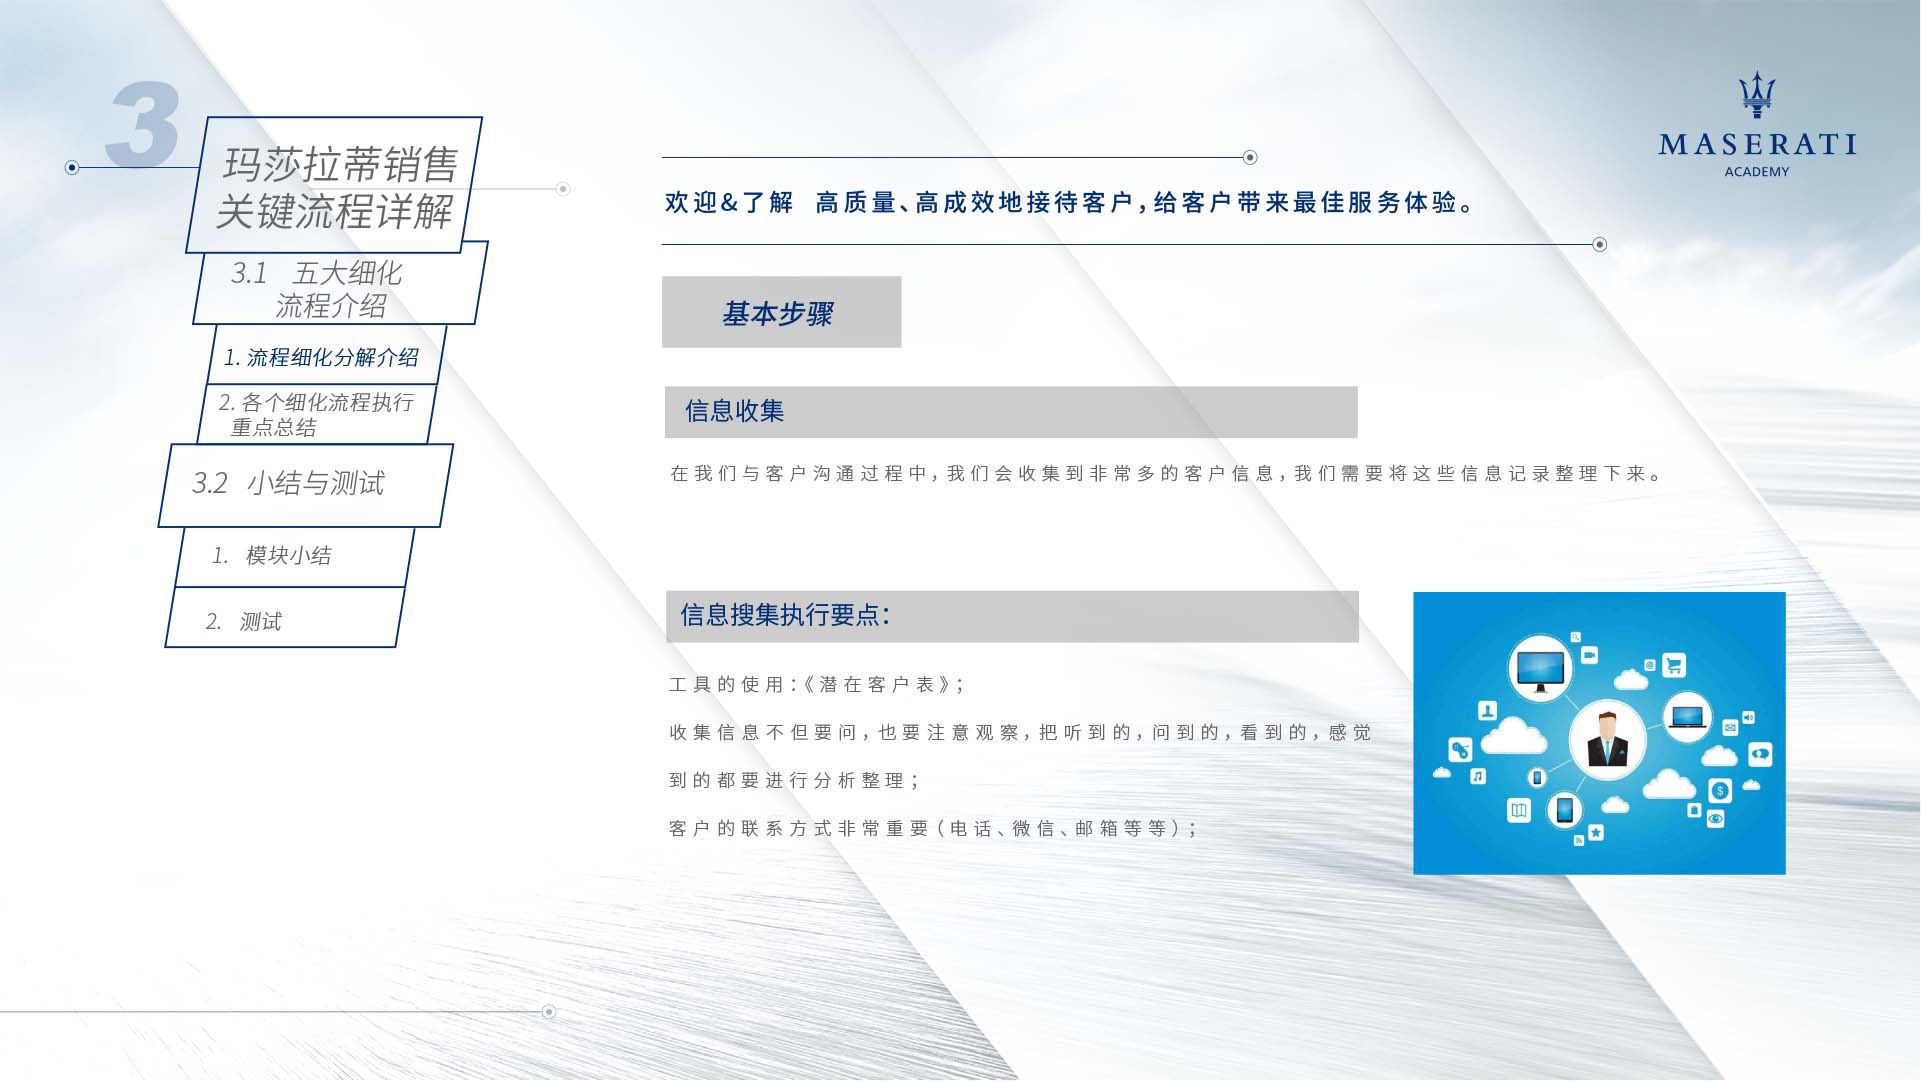 3
玛莎拉蒂销售
关键流程详解
3.1 五大细化
流程介绍
1. 流程细化分解介绍
2. 各个细化流程执行
重点总结
3.2 小结与测试
1. 模块小结
2. 测试
MASERATI
ACADEMY
欢迎&了解 高质量、高成效地接待客户，给客户带来最佳服务体验。
基本步骤
信息收集
在我们与客户沟通过程中，我们会收集到非常多的客户信息，我们需要将这些信息记录整理下来。
信息搜集执行要点：
工具的使用：《潜在客户表》；
收集信息不但要问，也要注意观察，把听到的，问到的，看到的，感觉
到的都要进行分析整理；
客户的联系方式非常重要（电话、微信、邮箱等等）；